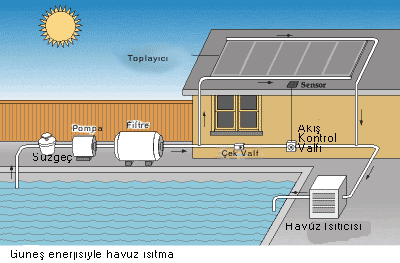 Toplayıcı
Sensor
Filtre
Pompa
Akış
Kontrol
Valfi
Süzgeç
Çek Valf
Havuz Isıtıcısı
Güneş enerjisiyle havuz ısıtma